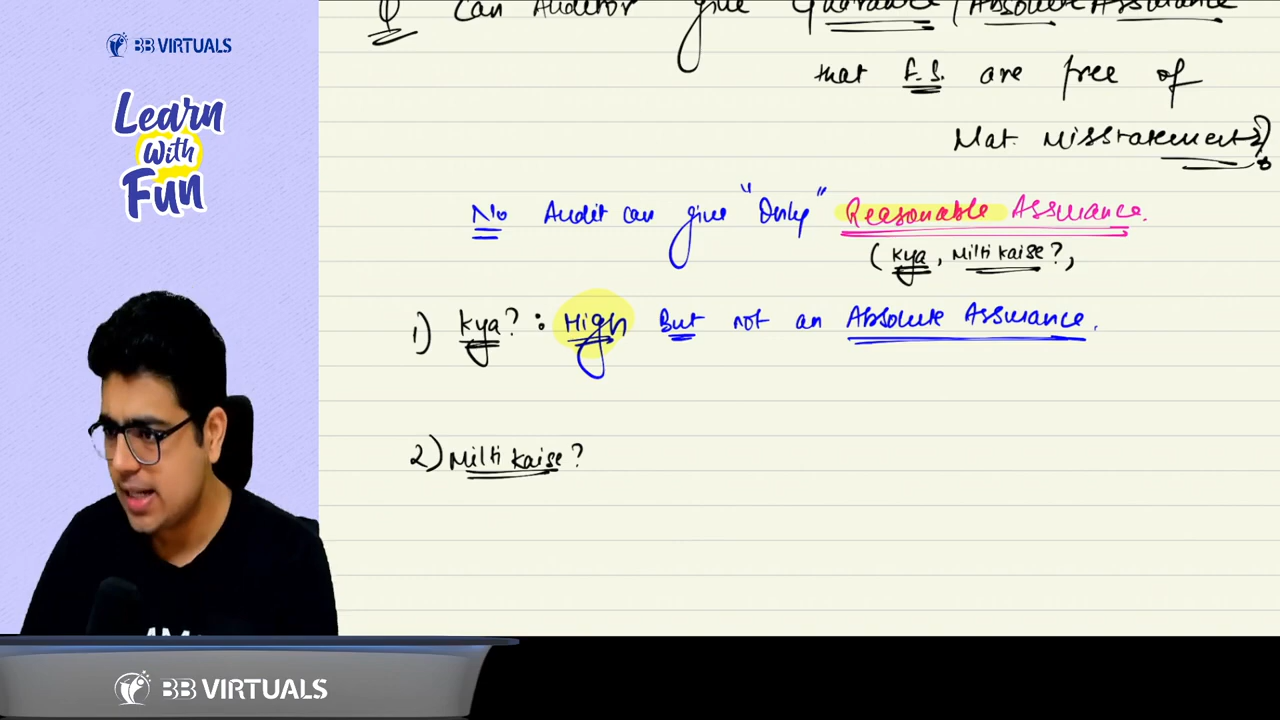 BB VIRTUALS
Learn
With
Fun
Q Can Auditor give Guarantee / Absolute Assurance
that F.S. are free of
Mat. Misstatements?
No Audit can give "Only" Reasonable Assurance.
(Kya, Milti Kaise?,
1) Kya? : High But not an Absolute Assurance.
2) Milti Kaise?
BB VIRTUALS